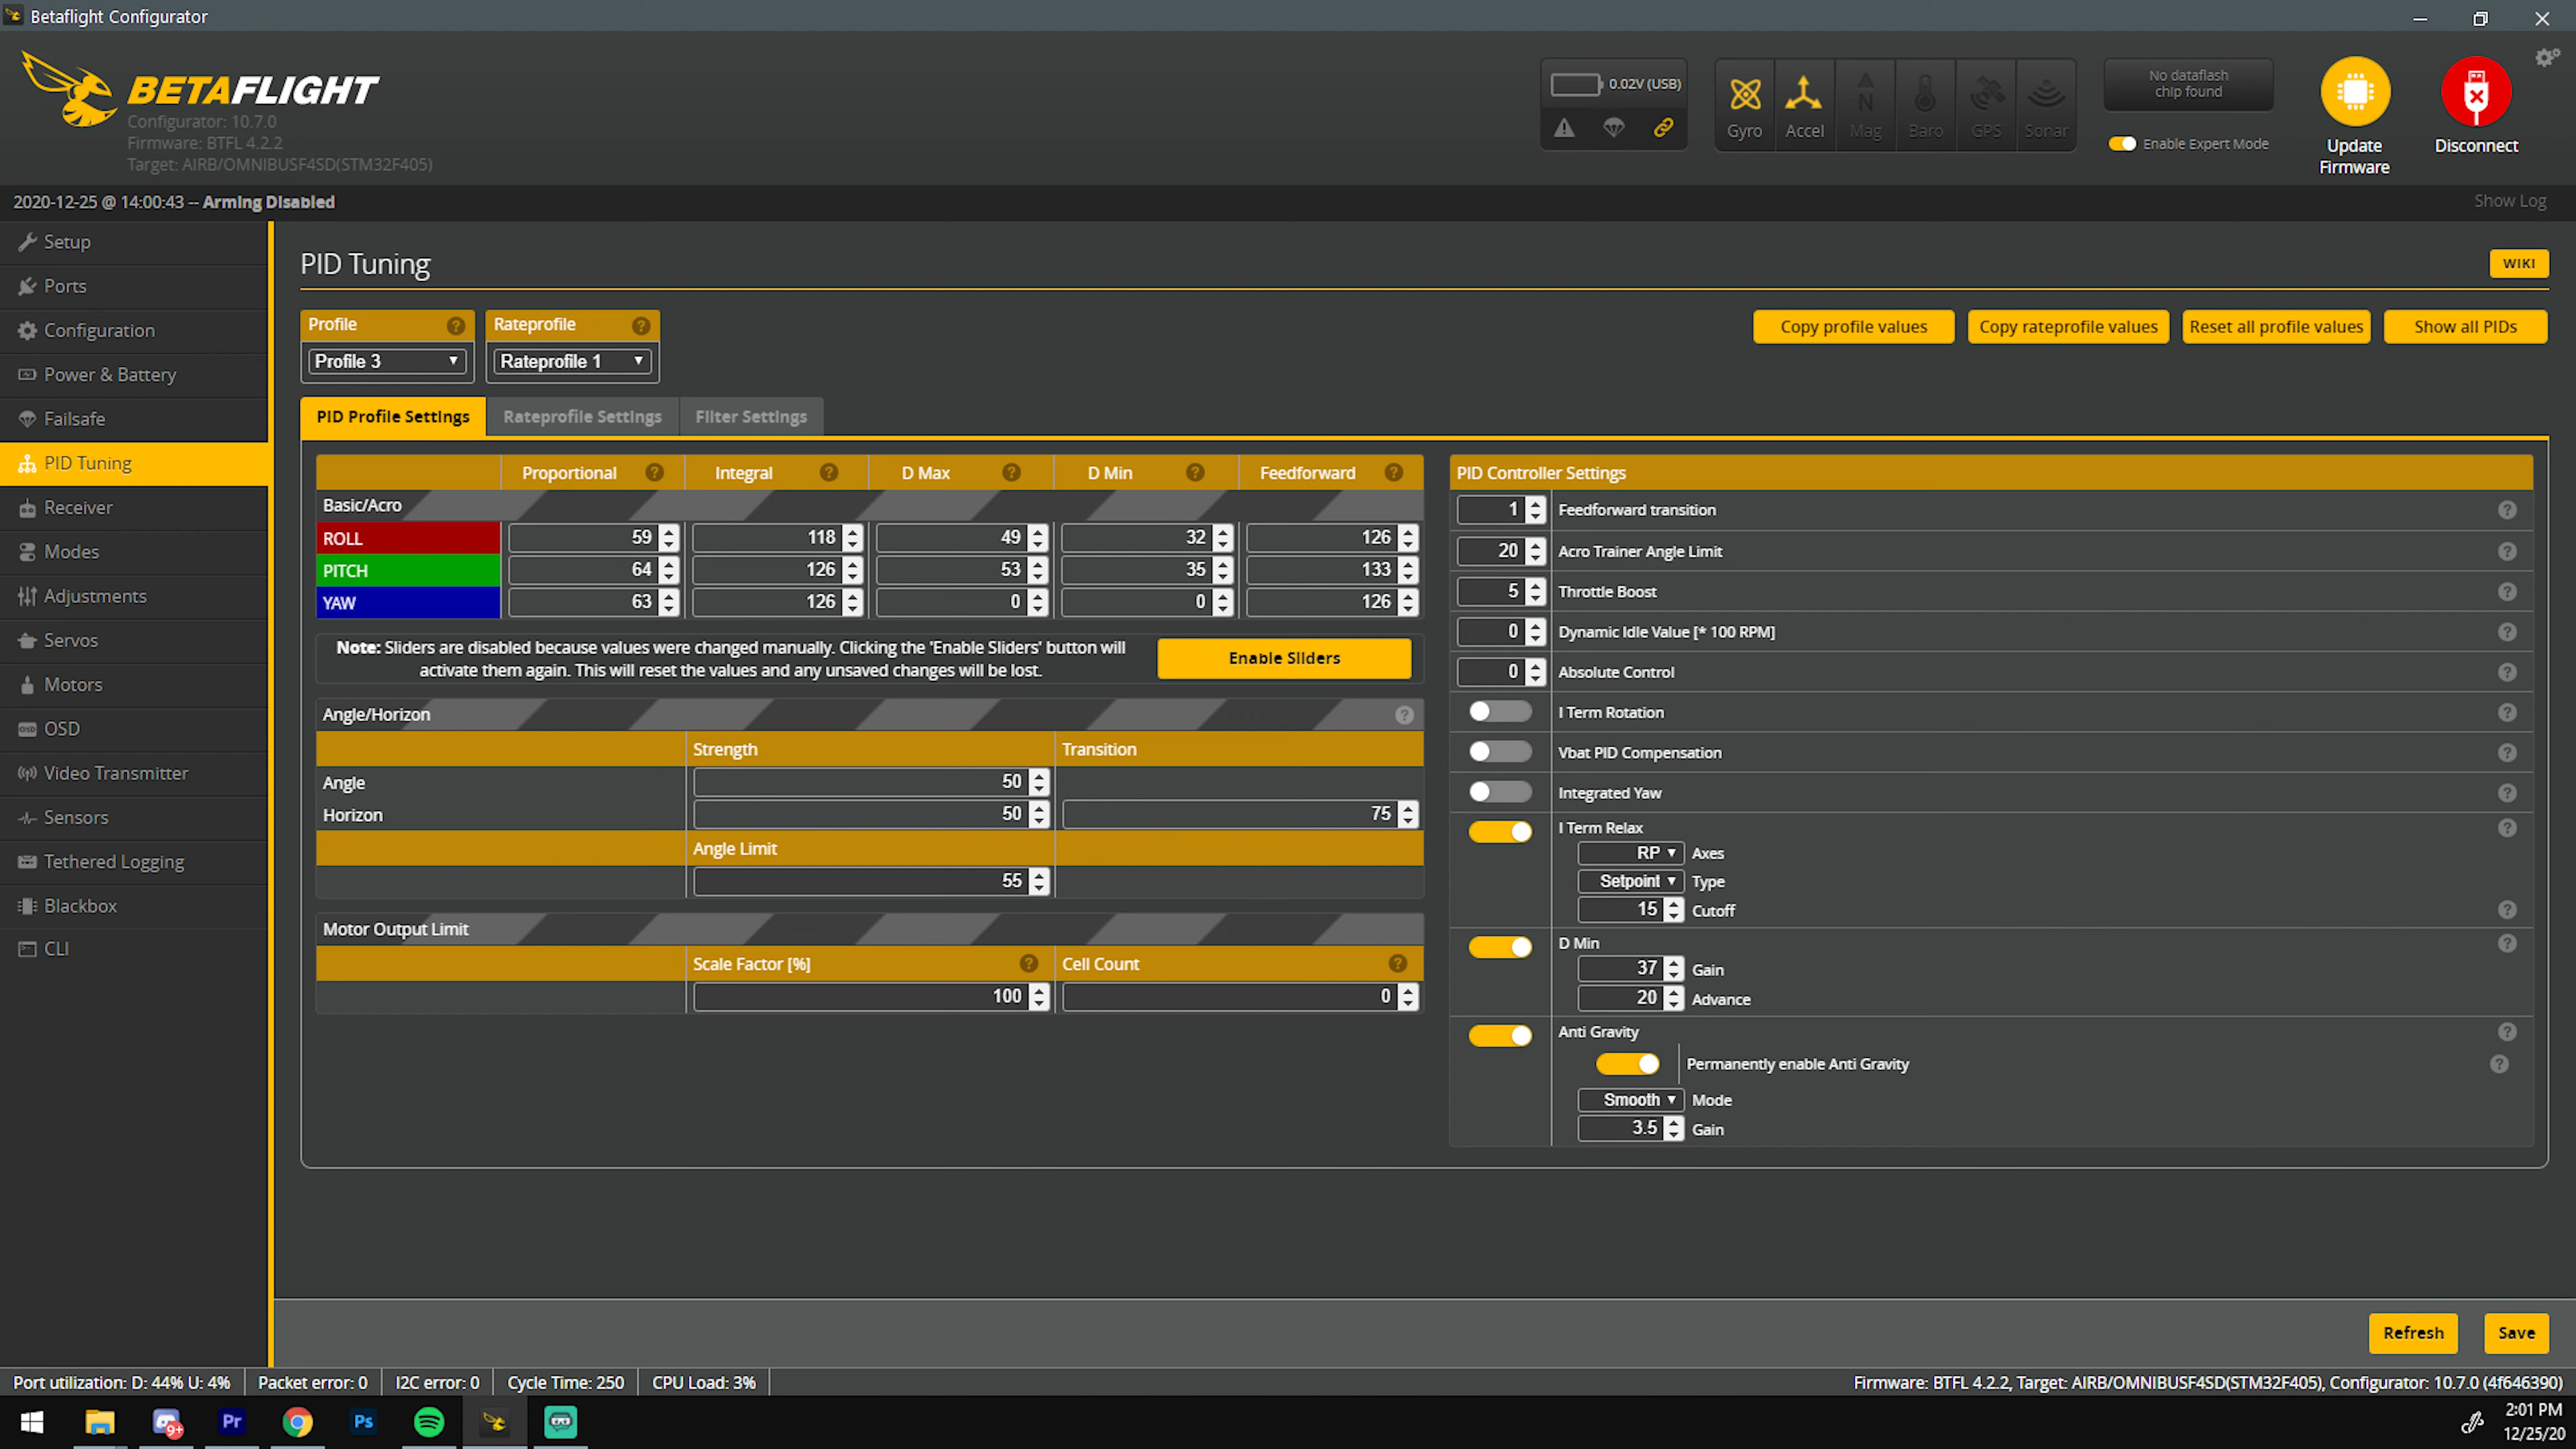 Betaflight Configurator
BETAFLIGHT
Configurator: 10.7.0
Firmware: BTFL 4.2.2
Target: AIRB/OMNIBUSF4SD(STM32F405)
0.02V (USB)
Gyro
Accel
Mag
Baro
GPS
Sonar
No dataflash
chip found
Enable Expert Mode
Update
Firmware
Disconnect
2020-12-25 @ 14:00:43 -- Arming Disabled
Show Log
Setup
Ports
Configuration
Power & Battery
Failsafe
PID Tuning
Receiver
Modes
Adjustments
Servos
Motors
OSD
Video Transmitter
Sensors
Tethered Logging
Blackbox
CLI
PID Tuning
WIKI
Profile
Profile 3
Rateprofile
Rateprofile 1
Copy profile values
Copy rateprofile values
Reset all profile values
Show all PIDs
PID Profile Settings
Rateprofile Settings
Filter Settings
Proportional Integral D Max D Min Feedforward
Basic/Acro
ROLL 59 118 49 32 126
PITCH 64 126 53 35 133
YAW 63 126 0 0 126
Note: Sliders are disabled because values were changed manually. Clicking the 'Enable Sliders' button will
activate them again. This will reset the values and any unsaved changes will be lost.
Enable Sliders
Angle/Horizon
Strength Transition
Angle 50
Horizon 50 75
Angle Limit
55
Motor Output Limit
Scale Factor [%] Cell Count
100 0
PID Controller Settings
1 Feedforward transition
20 Acro Trainer Angle Limit
5 Throttle Boost
0 Dynamic Idle Value [* 100 RPM]
0 Absolute Control
I Term Rotation
Vbat PID Compensation
Integrated Yaw
I Term Relax
RP Axes
Setpoint Type
15 Cutoff
D Min
37 Gain
20 Advance
Anti Gravity
Permanently enable Anti Gravity
Smooth Mode
3.5 Gain
Refresh
Save
Port utilization: D: 44% U: 4%
Packet error: 0
I2C error: 0
Cycle Time: 250
CPU Load: 3%
Firmware: BTFL 4.2.2, Target: AIRB/OMNIBUSF4SD(STM32F405), Configurator: 10.7.0 (4f646390)
9+
Pr
Ps
2:01 PM
12/25/20